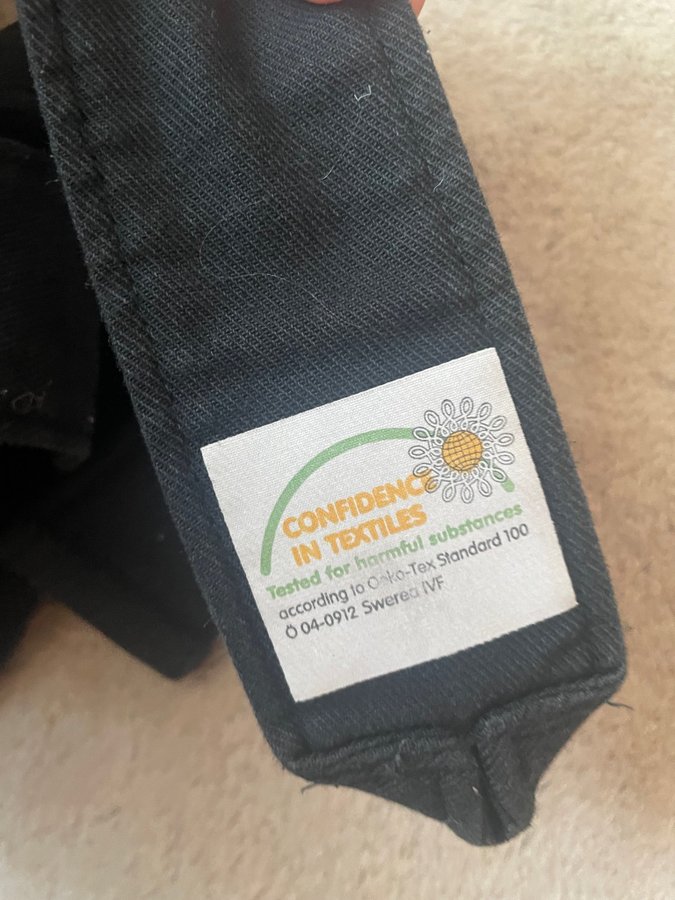 CONFIDENCE
IN TEXTILES
Tested for harmful substances
according to Oeko-Tex Standard 100
Ö 04-0912 Swerea IVF